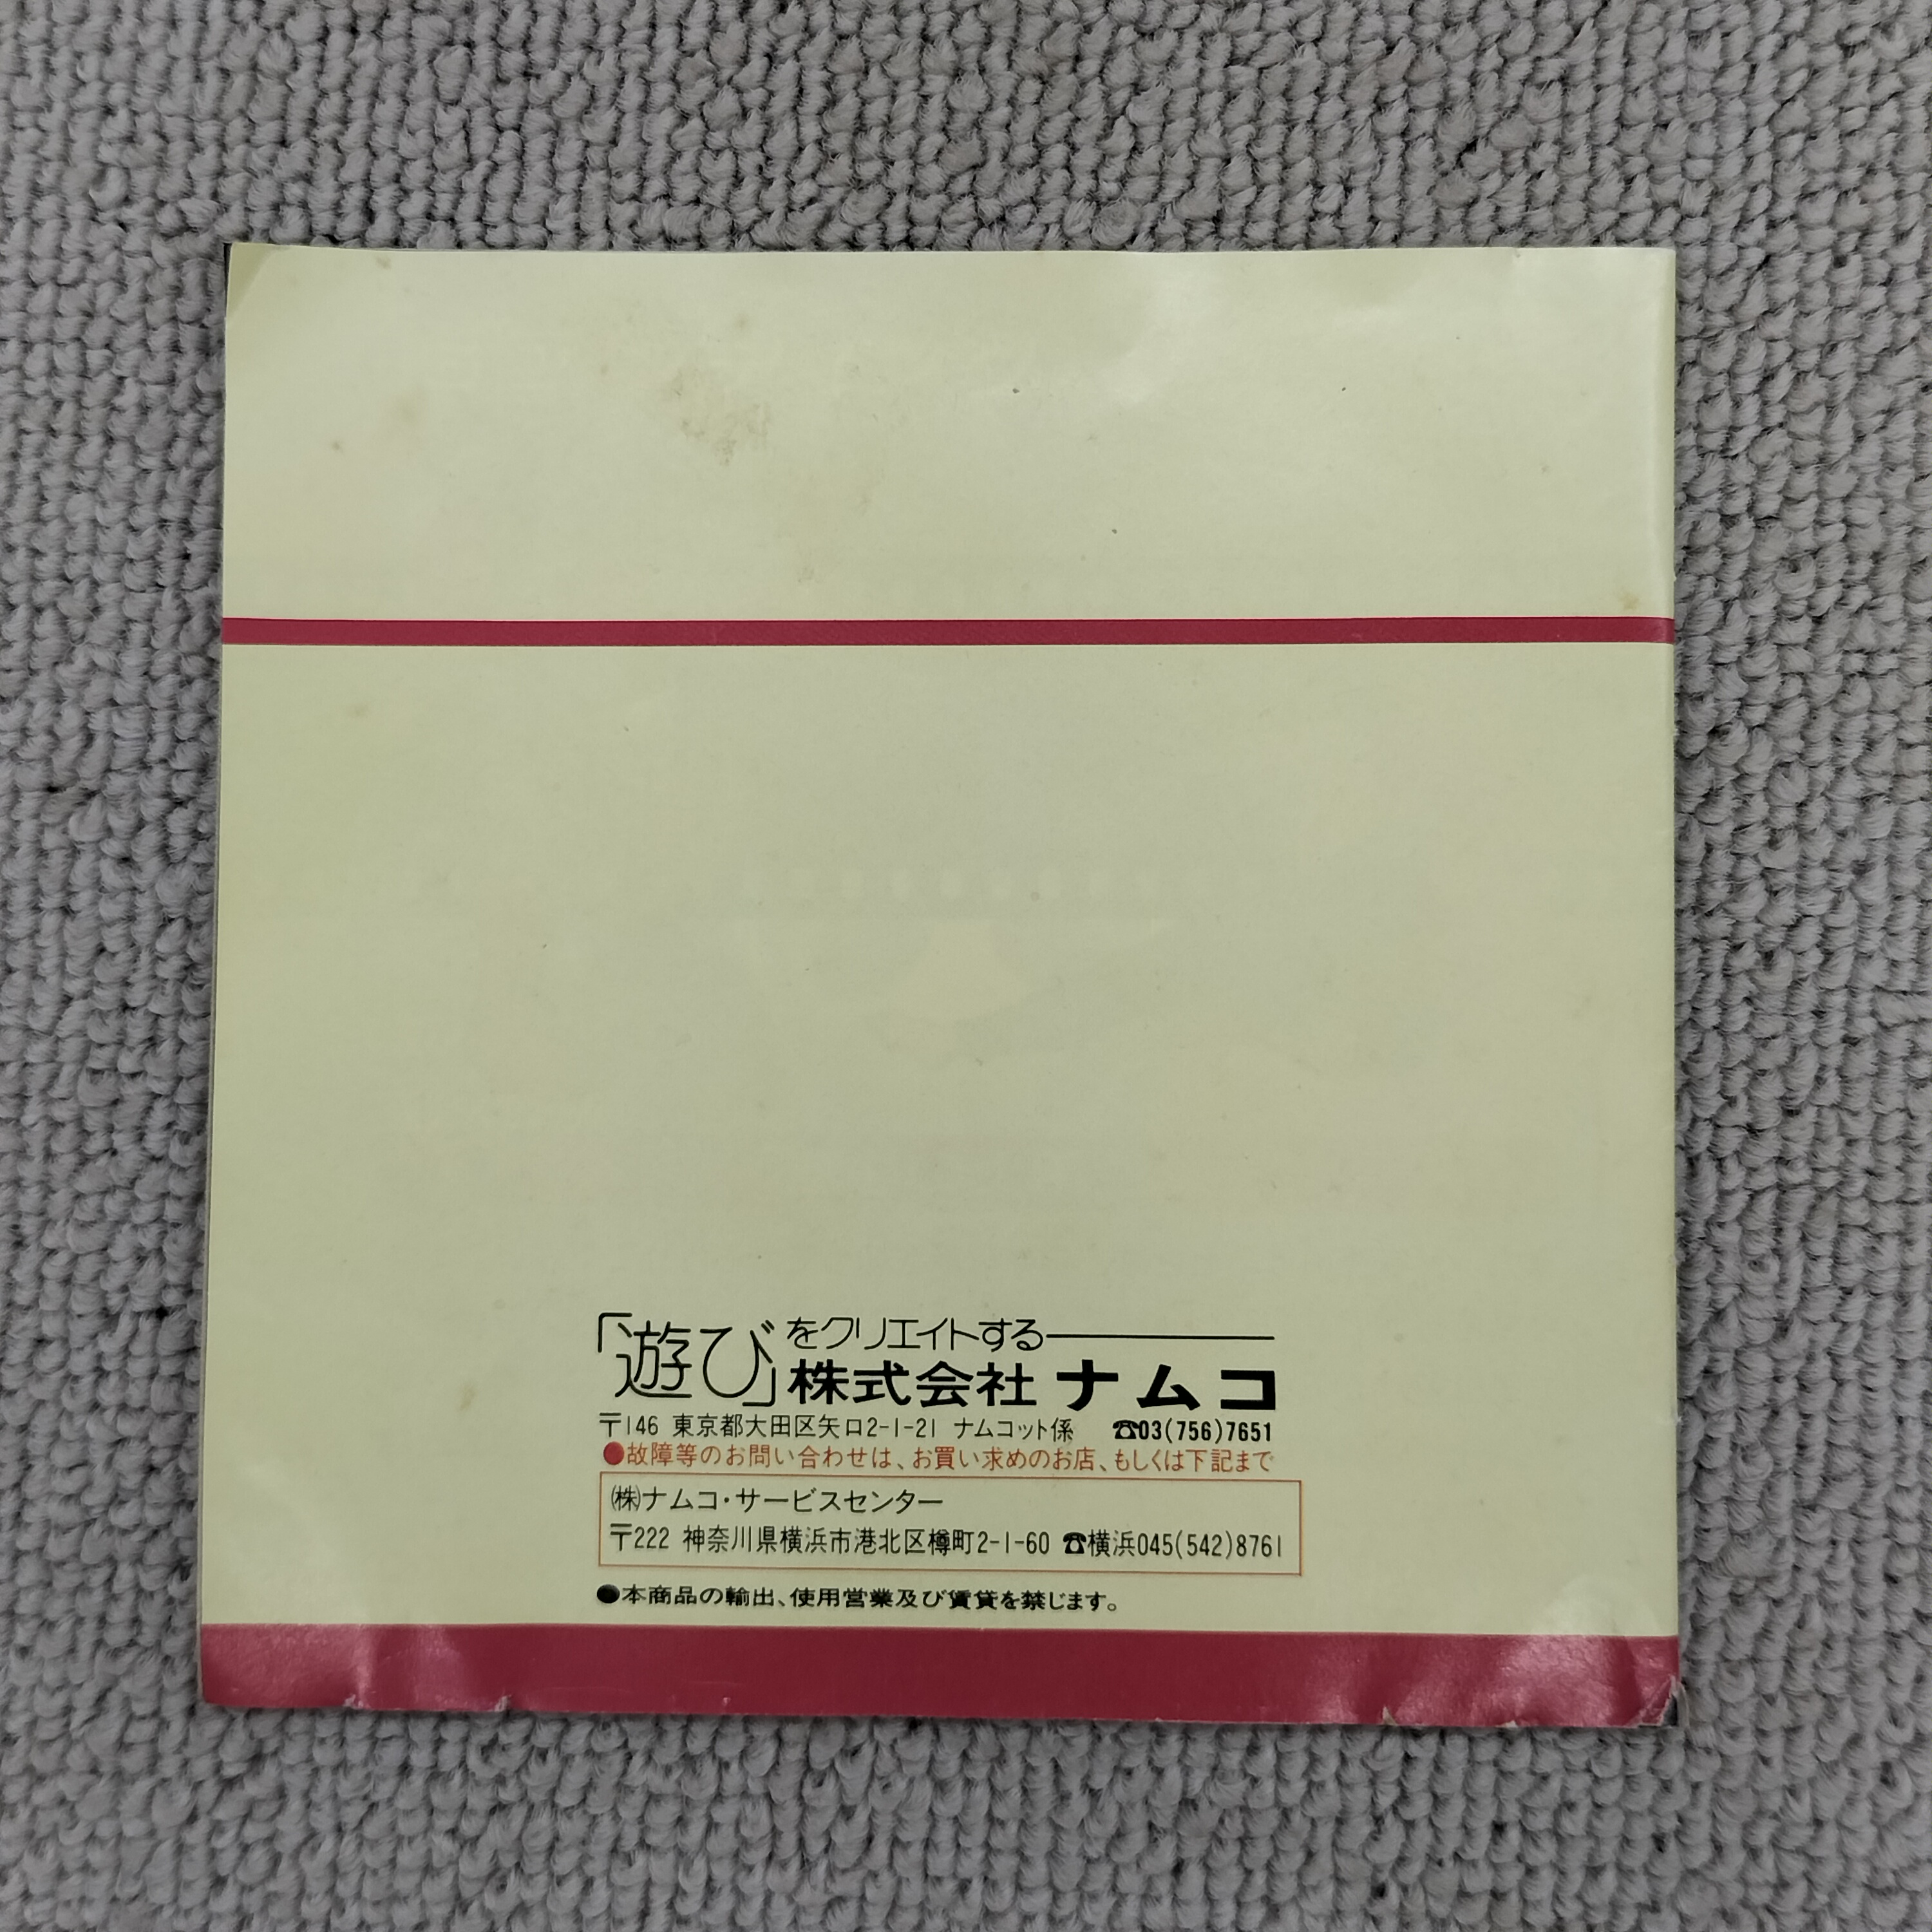 「遊び」をクリエイトする
株式会社ナムコ
〒146 東京都大田区矢口2-1-21 ナムコット係 ☎03(756)7651
●故障等のお問い合わせは、お買い求めのお店、もしくは下記まで
㈱ナムコ・サービスセンター
〒222 神奈川県横浜市港北区樽町2-1-60 ☎横浜045(542)8761
●本商品の輸出、使用営業及び賃貸を禁じます。